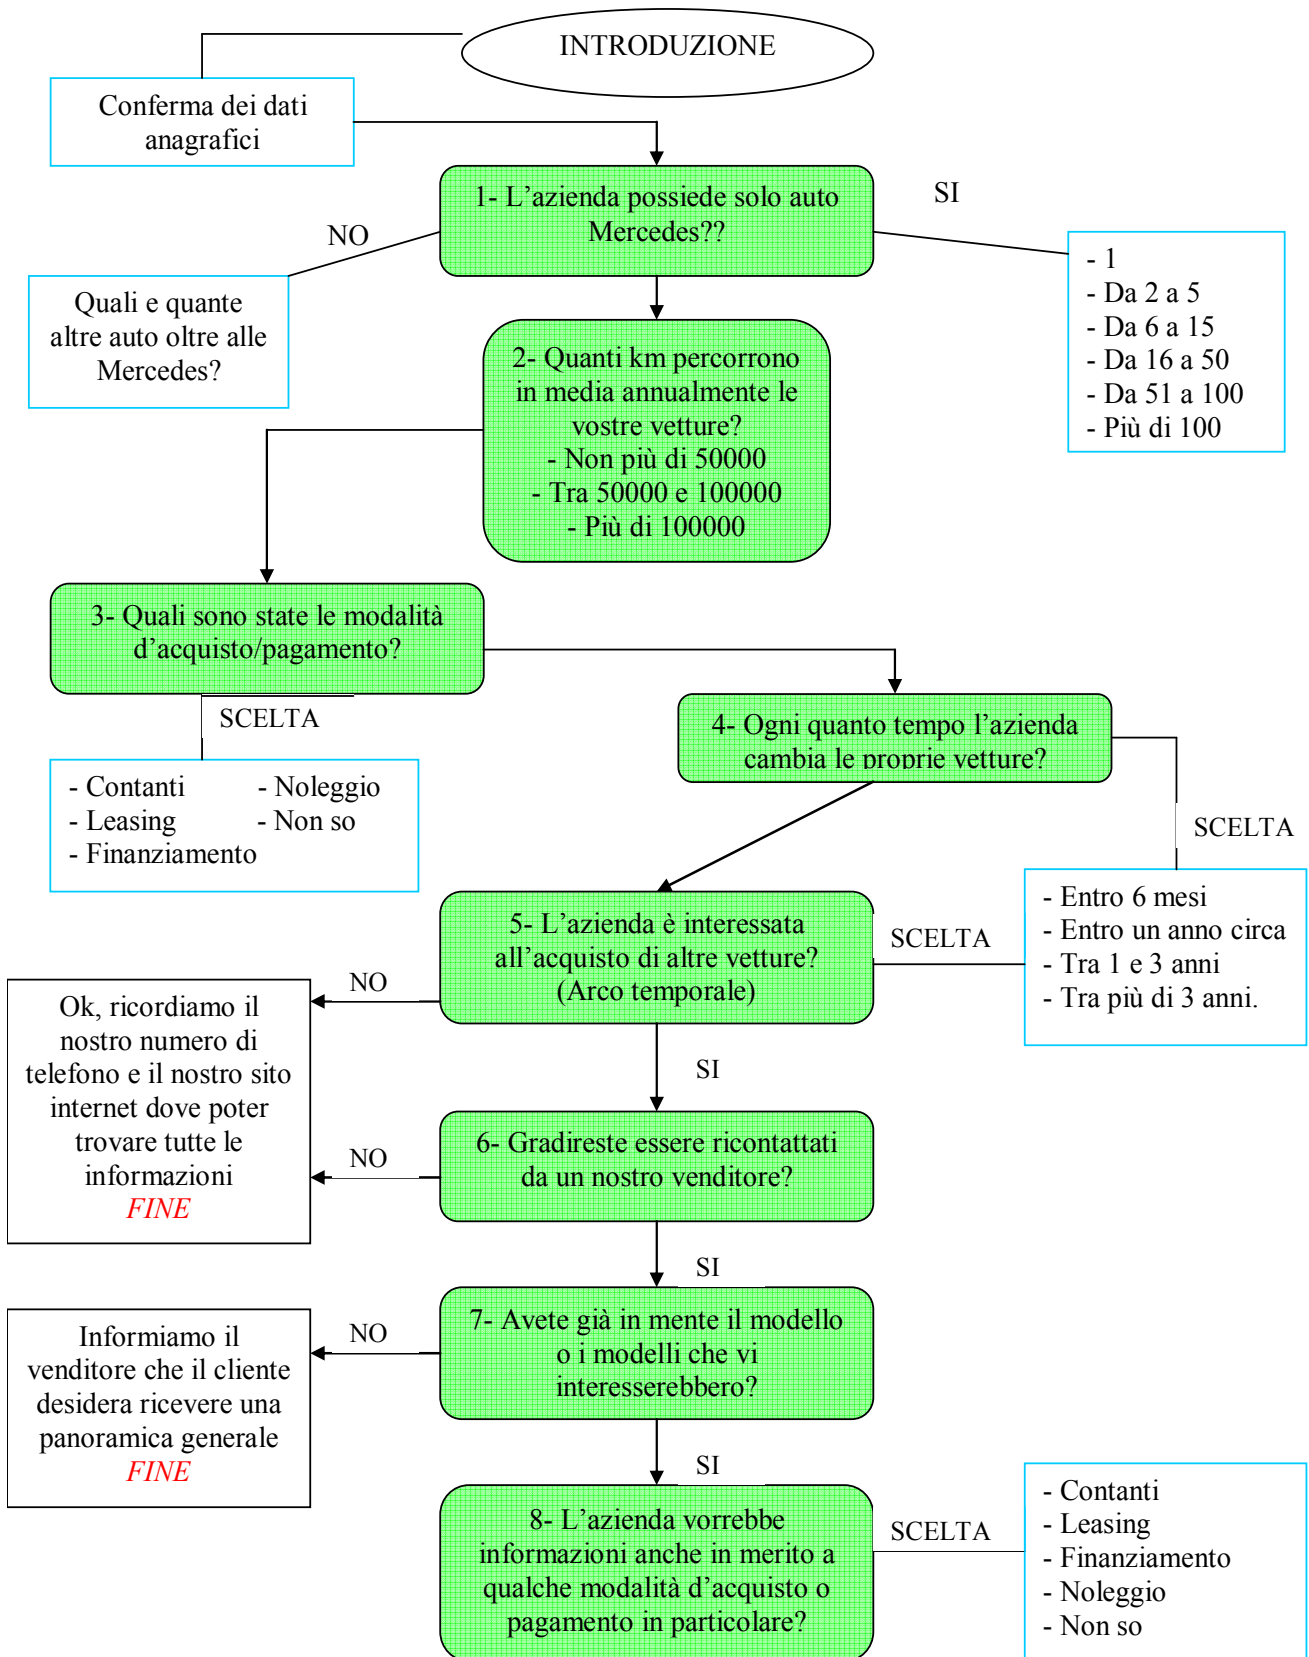 INTRODUZIONE
Conferma dei dati
anagrafici
1- L'azienda possiede solo auto
Mercedes??
SI
NO
- 1
- Da 2 a 5
- Da 6 a 15
- Da 16 a 50
- Da 51 a 100
- Più di 100
Quali e quante
altre auto oltre alle
Mercedes?
2- Quanti km percorrono
in media annualmente le
vostre vetture?
- Non più di 50000
- Tra 50000 e 100000
- Più di 100000
3- Quali sono state le modalità
d'acquisto/pagamento?
SCELTA
- Contanti - Noleggio
- Leasing - Non so
- Finanziamento
4- Ogni quanto tempo l'azienda
cambia le proprie vetture?
SCELTA
- Entro 6 mesi
- Entro un anno circa
- Tra 1 e 3 anni
- Tra più di 3 anni.
5- L'azienda è interessata
all'acquisto di altre vetture?
(Arco temporale)
SCELTA
NO
Ok, ricordiamo il
nostro numero di
telefono e il nostro sito
internet dove poter
trovare tutte le
informazioni
FINE
SI
6- Gradireste essere ricontattati
da un nostro venditore?
NO
SI
7- Avete già in mente il modello
o i modelli che vi
interesserebbero?
NO
Informiamo il
venditore che il cliente
desidera ricevere una
panoramica generale
FINE
SI
8- L'azienda vorrebbe
informazioni anche in merito a
qualche modalità d'acquisto o
pagamento in particolare?
SCELTA
- Contanti
- Leasing
- Finanziamento
- Noleggio
- Non so